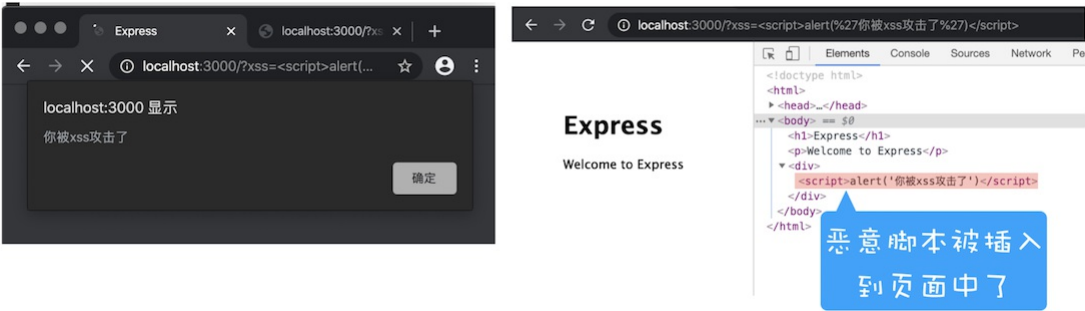 Express
localhost:3000/?xs
localhost:3000/?xss=<script>alert(...
localhost:3000 显示
你被xss攻击了
确定
localhost:3000/?xss=<script>alert(%27你被xss攻击了%27)</script>
Express
Welcome to Express
Elements Console Sources Network Pe
<!doctype html>
<html>
<head>…</head>
<body> == $0
<h1>Express</h1>
<p>Welcome to Express</p>
<div>
<script>alert('你被xss攻击了')</script>
</div>
</body>
</html>
恶意脚本被插入
到页面中了